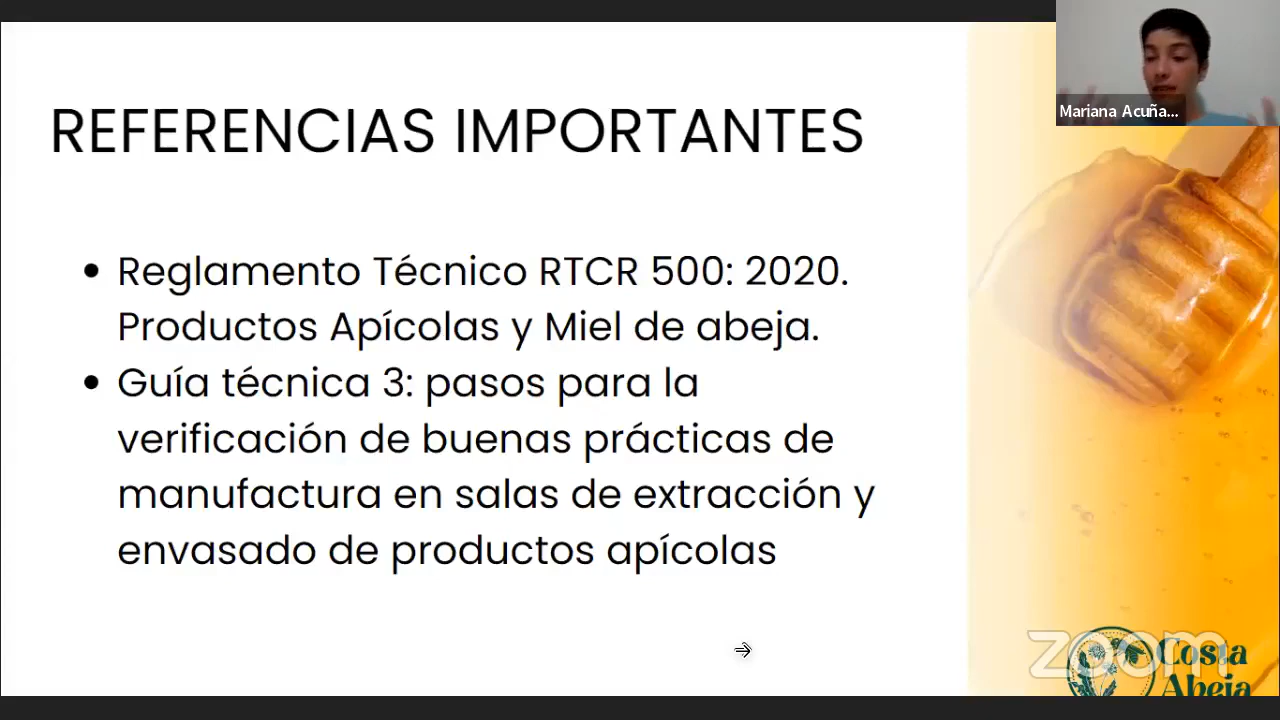 Mariana Acuña...
REFERENCIAS IMPORTANTES
• Reglamento Técnico RTCR 500: 2020.
Productos Apícolas y Miel de abeja.
• Guía técnica 3: pasos para la
verificación de buenas prácticas de
manufactura en salas de extracción y
envasado de productos apícolas
zoom
Costa
Abeja